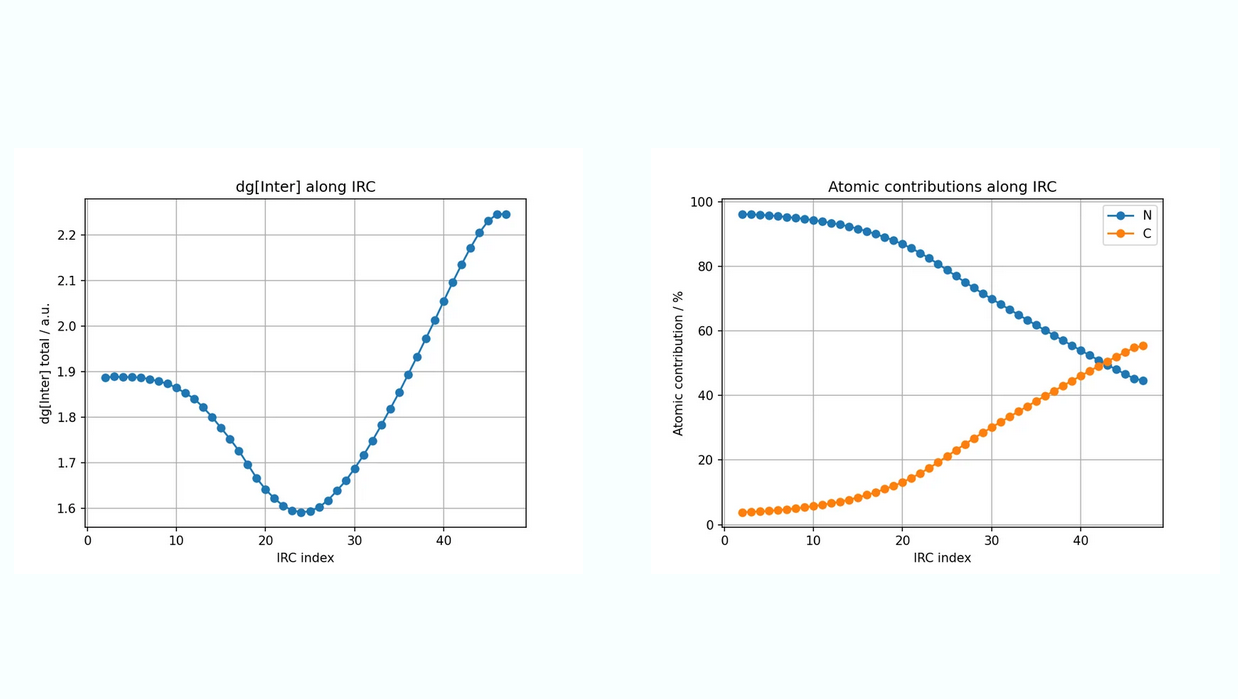 dg[Inter] along IRC
dg[Inter] total / a.u.
2.2
2.1
2.0
1.9
1.8
1.7
1.6
0 10 20 30 40
IRC index
Atomic contributions along IRC
Atomic contribution / %
100
80
60
40
20
0
N
C
0 10 20 30 40
IRC index